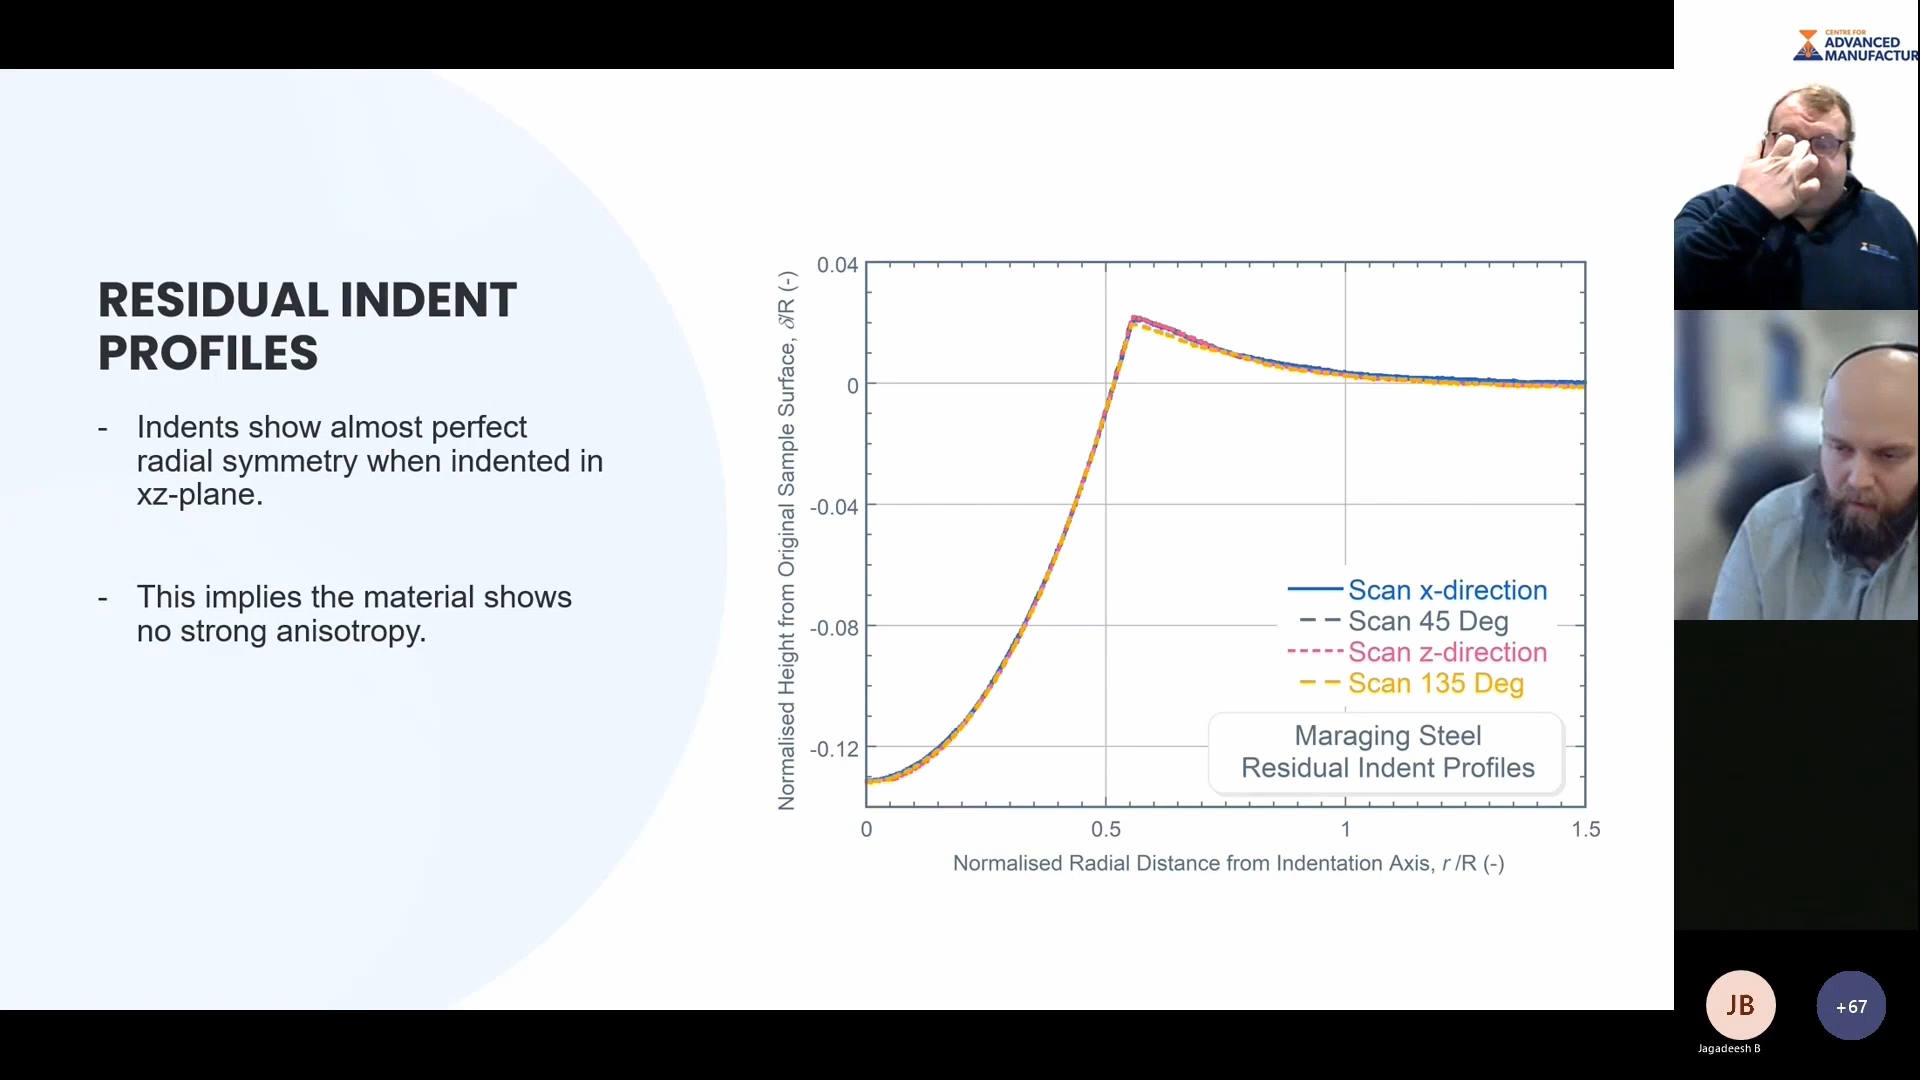 CENTRE FOR
ADVANCED
MANUFACTUR
RESIDUAL INDENT
PROFILES
- Indents show almost perfect
radial symmetry when indented in
xz-plane.
- This implies the material shows
no strong anisotropy.
Normalised Height from Original Sample Surface, δ/R (-)
0.04
0
-0.04
-0.08
-0.12
Scan x-direction
Scan 45 Deg
Scan z-direction
Scan 135 Deg
Maraging Steel
Residual Indent Profiles
0 0.5 1 1.5
Normalised Radial Distance from Indentation Axis, r/R (-)
JB
+67
Jagadeesh B